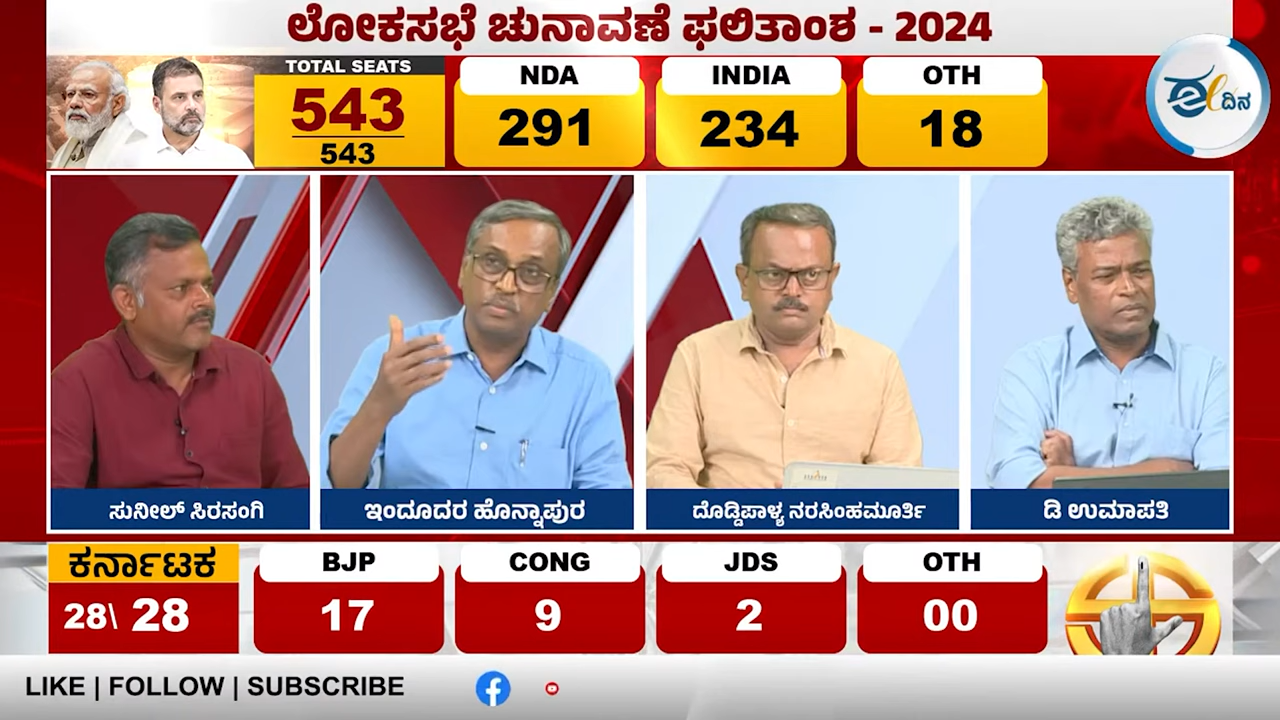 ಲೋಕಸಭೆ ಚುನಾವಣೆ ಫಲಿತಾಂಶ - 2024
TOTAL SEATS
543
543
NDA
291
INDIA
234
OTH
18
ಈ ದಿನ
ಸುನೀಲ್ ಸಿರಸಂಗಿ
ಇಂದೂದರ ಹೊನ್ನಾಪುರ
ದೊಡ್ಡಿಪಾಳ್ಯ ನರಸಿಂಹಮೂರ್ತಿ
ಡಿ ಉಮಾಪತಿ
ಕರ್ನಾಟಕ
28\ 28
BJP
17
CONG
9
JDS
2
OTH
00
LIKE | FOLLOW | SUBSCRIBE